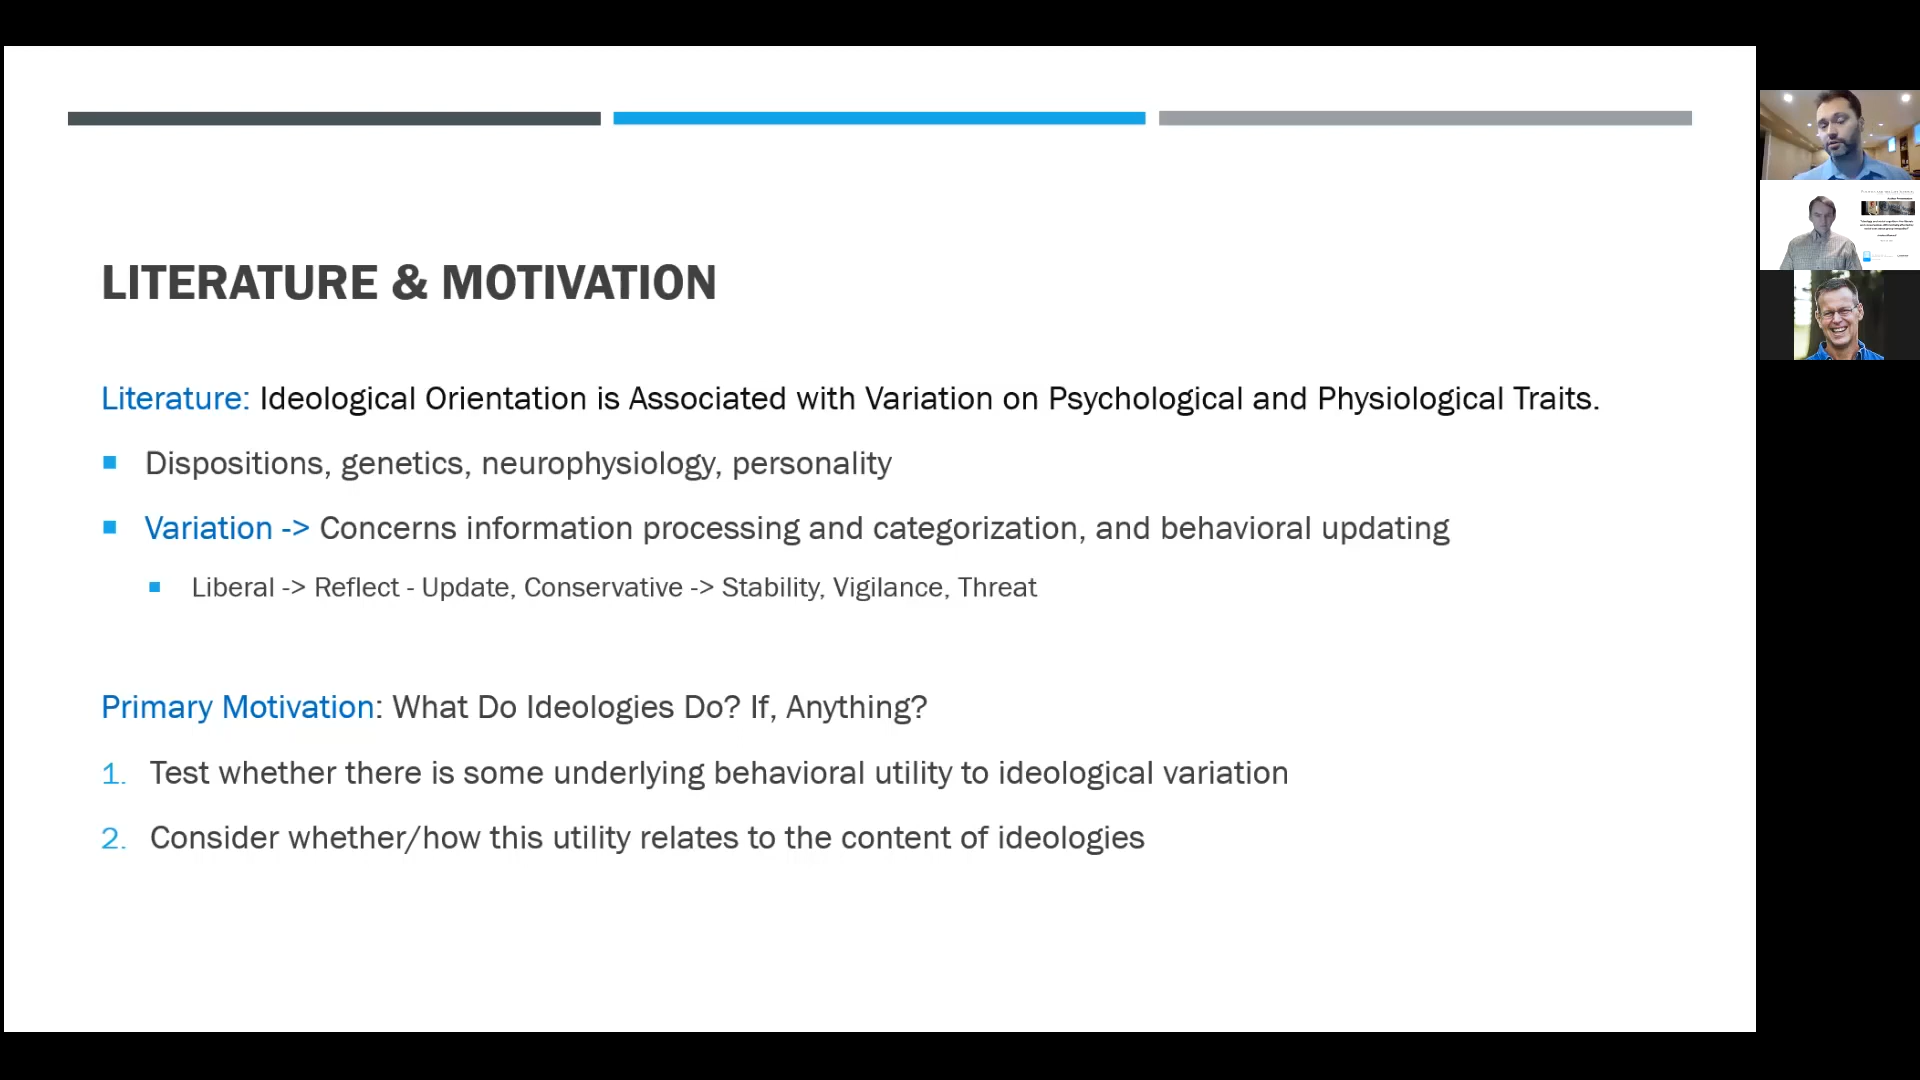 LITERATURE & MOTIVATION
Literature: Ideological Orientation is Associated with Variation on Psychological and Physiological Traits.
Dispositions, genetics, neurophysiology, personality
Variation -> Concerns information processing and categorization, and behavioral updating
Liberal -> Reflect - Update, Conservative -> Stability, Vigilance, Threat
Primary Motivation: What Do Ideologies Do? If, Anything?
1. Test whether there is some underlying behavioral utility to ideological variation
2. Consider whether/how this utility relates to the content of ideologies